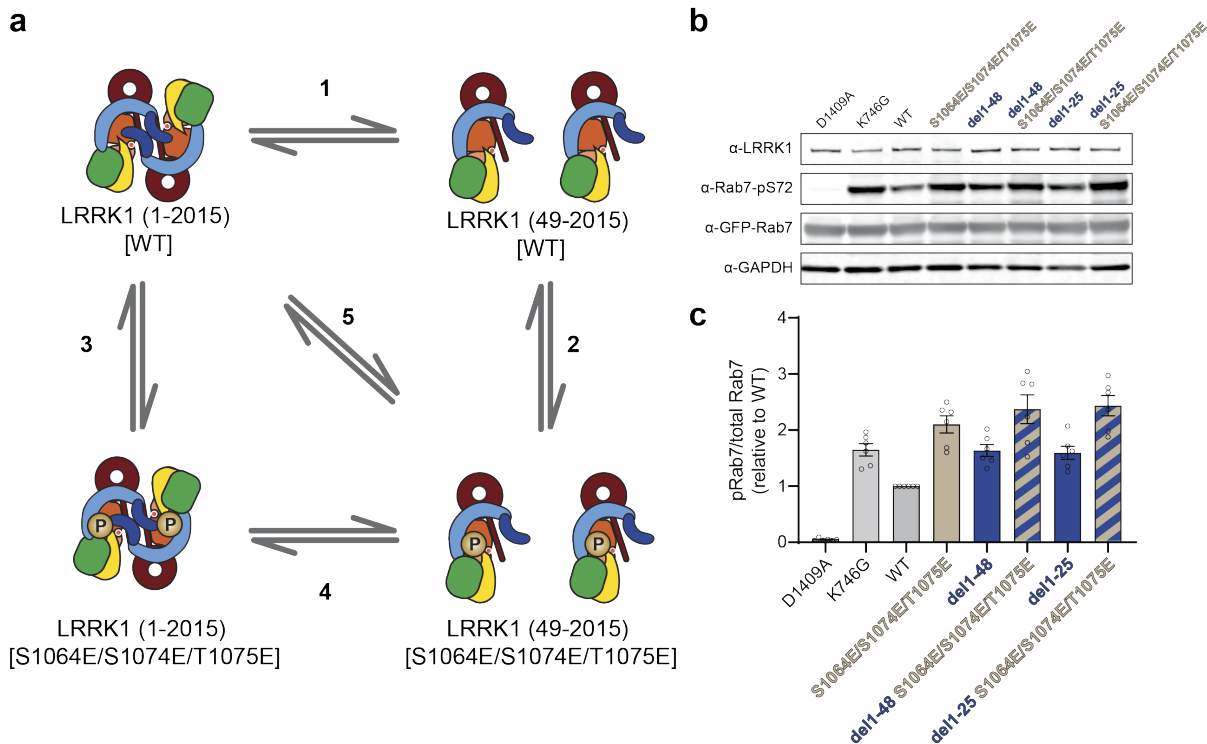 a
1
LRRK1 (1-2015)
[WT]
LRRK1 (49-2015)
[WT]
3
5
2
P
P
P
P
4
LRRK1 (1-2015)
[S1064E/S1074E/T1075E]
LRRK1 (49-2015)
[S1064E/S1074E/T1075E]
b
D1409A
K746G
WT
S1064E/S1074E/T1075E
del1-48
del1-48
S1064E/S1074E/T1075E
del1-25
del1-25
S1064E/S1074E/T1075E
α-LRRK1
α-Rab7-pS72
α-GFP-Rab7
α-GAPDH
c
pRab7/total Rab7
(relative to WT)
4
3
2
1
0
D1409A
K746G
WT
S1064E/S1074E/T1075E
del1-48
del1-48 S1064E/S1074E/T1075E
del1-25
del1-25 S1064E/S1074E/T1075E